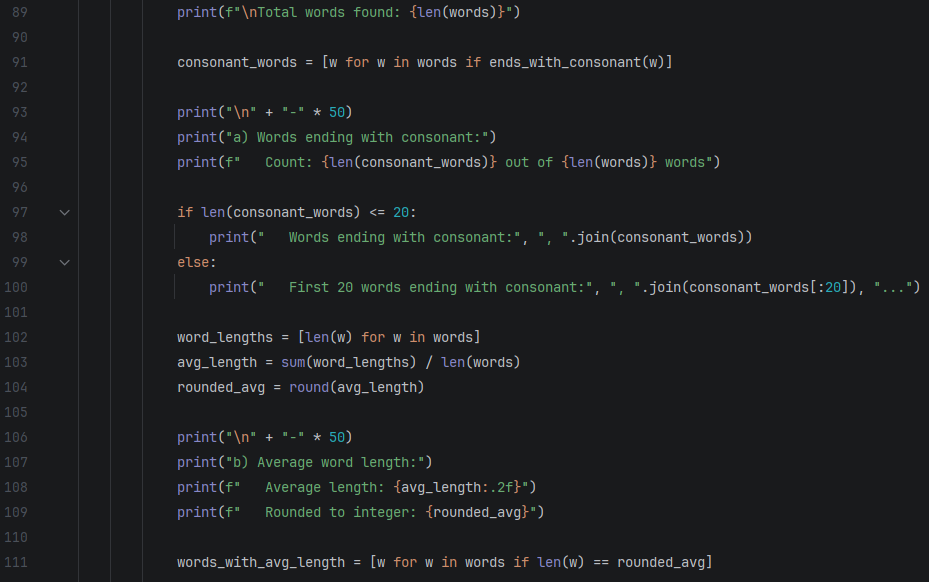 89 print(f"\nTotal words found: {len(words)}")
90
91 consonant_words = [w for w in words if ends_with_consonant(w)]
92
93 print("\n" + "-" * 50)
94 print("a) Words ending with consonant:")
95 print(f"   Count: {len(consonant_words)} out of {len(words)} words")
96
97 if len(consonant_words) <= 20:
98     print("   Words ending with consonant:", ", ".join(consonant_words))
99 else:
100     print("   First 20 words ending with consonant:", ", ".join(consonant_words[:20]), "...")
101
102 word_lengths = [len(w) for w in words]
103 avg_length = sum(word_lengths) / len(words)
104 rounded_avg = round(avg_length)
105
106 print("\n" + "-" * 50)
107 print("b) Average word length:")
108 print(f"   Average length: {avg_length:.2f}")
109 print(f"   Rounded to integer: {rounded_avg}")
110
111 words_with_avg_length = [w for w in words if len(w) == rounded_avg]